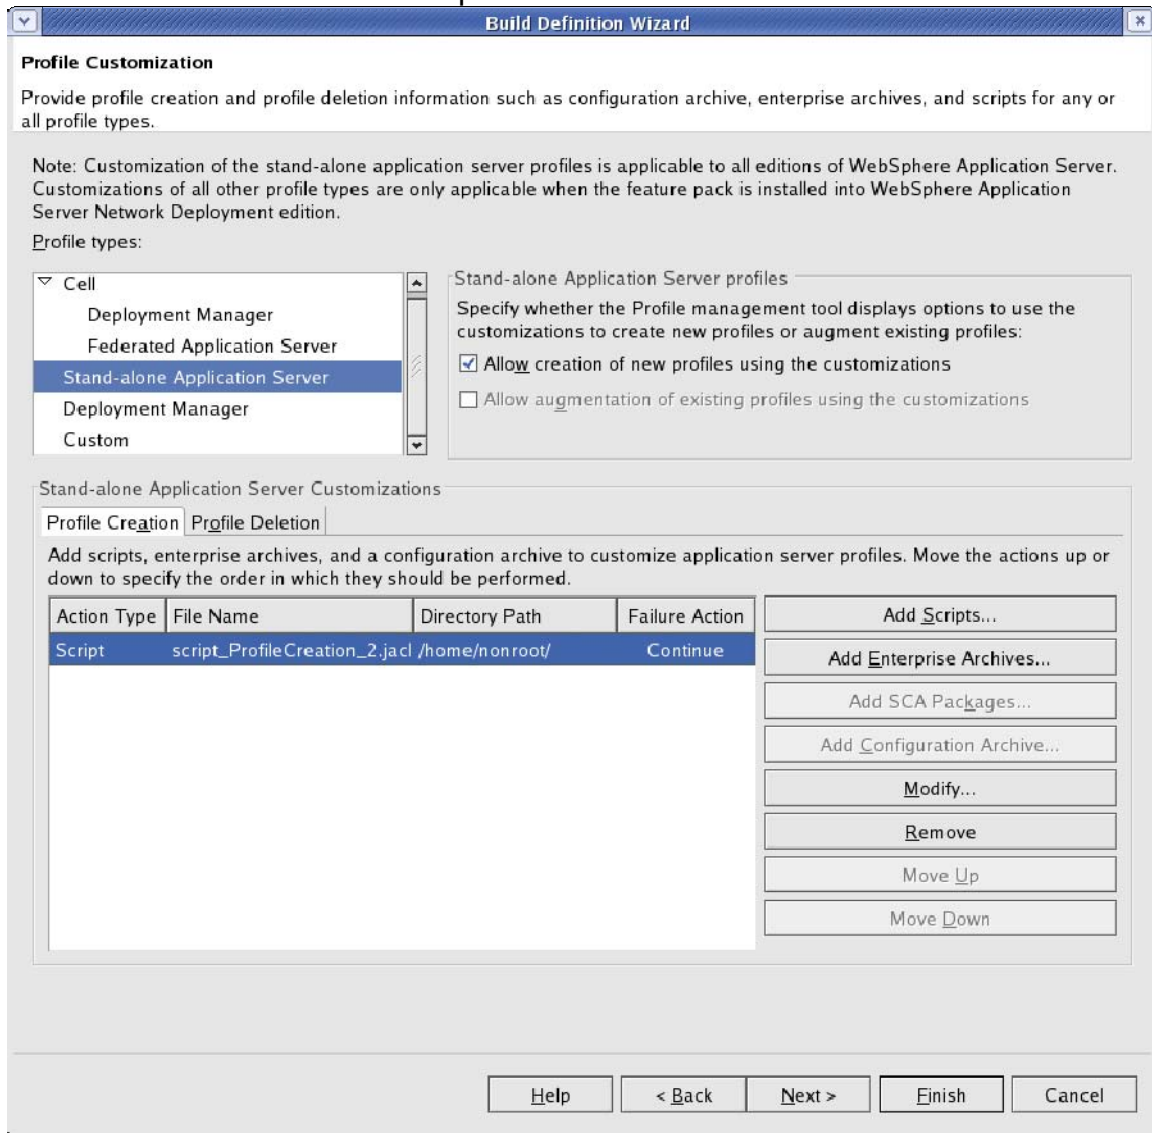 Build Definition Wizard
Profile Customization
Provide profile creation and profile deletion information such as configuration archive, enterprise archives, and scripts for any or
all profile types.
Note: Customization of the stand-alone application server profiles is applicable to all editions of WebSphere Application Server.
Customizations of all other profile types are only applicable when the feature pack is installed into WebSphere Application
Server Network Deployment edition.
Profile types:
Cell
Deployment Manager
Federated Application Server
Stand-alone Application Server
Deployment Manager
Custom
Stand-alone Application Server profiles
Specify whether the Profile management tool displays options to use the
customizations to create new profiles or augment existing profiles:
Allow creation of new profiles using the customizations
Allow augmentation of existing profiles using the customizations
Stand-alone Application Server Customizations
Profile Creation Profile Deletion
Add scripts, enterprise archives, and a configuration archive to customize application server profiles. Move the actions up or
down to specify the order in which they should be performed.
Action Type File Name Directory Path Failure Action
Script script_ProfileCreation_2.jacl /home/nonroot/ Continue
Add Scripts...
Add Enterprise Archives...
Add SCA Packages...
Add Configuration Archive...
Modify...
Remove
Move Up
Move Down
Help < Back Next > Finish Cancel